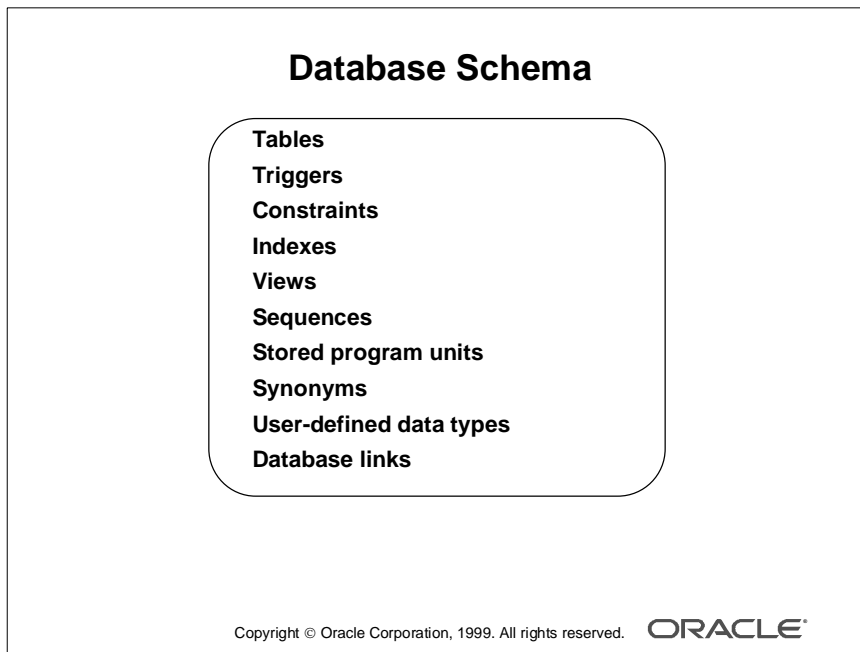 Database Schema
Tables
Triggers
Constraints
Indexes
Views
Sequences
Stored program units
Synonyms
User-defined data types
Database links
Copyright © Oracle Corporation, 1999. All rights reserved. ORACLE®